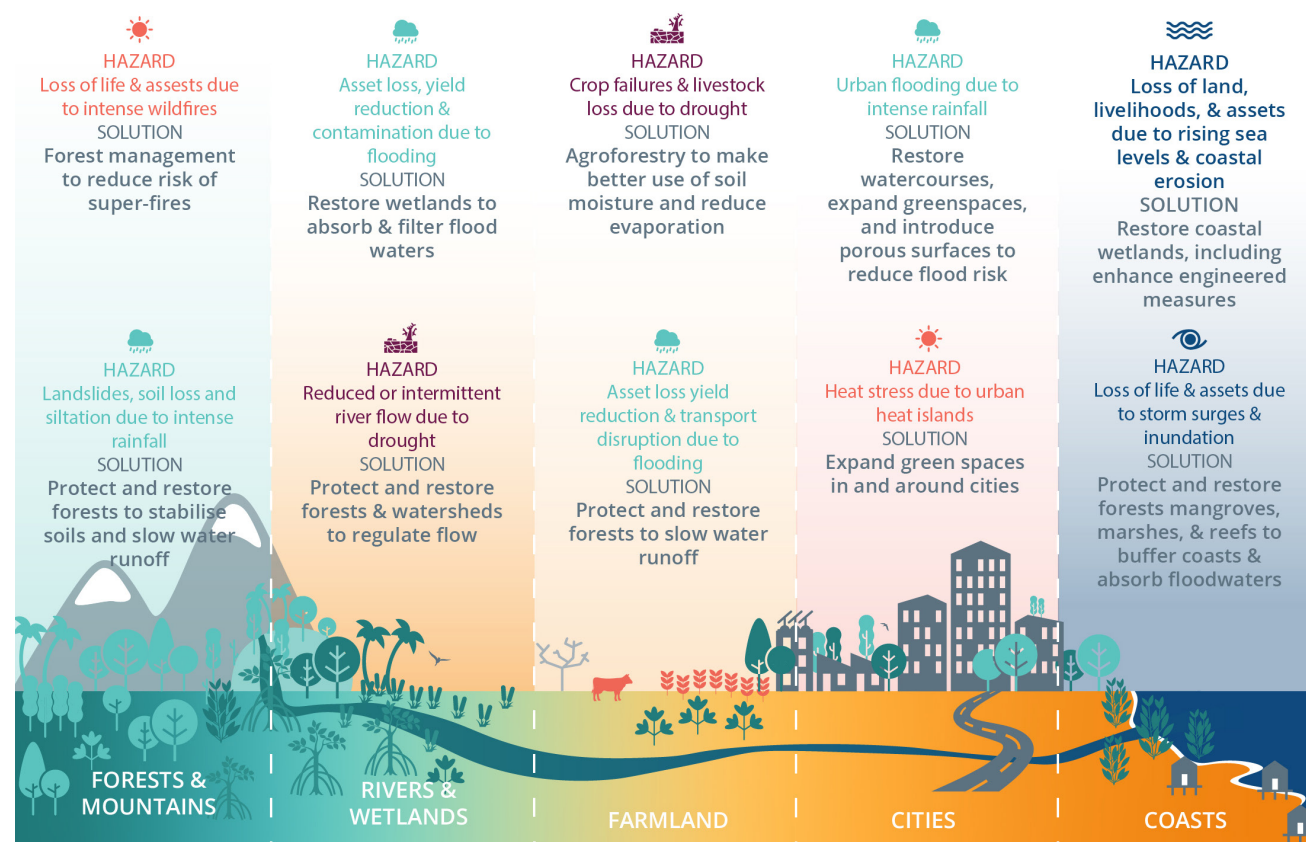 HAZARD
Loss of life & assests due
to intense wildfires
SOLUTION
Forest management
to reduce risk of
super-fires
HAZARD
Landslides, soil loss and
siltation due to intense
rainfall
SOLUTION
Protect and restore
forests to stabilise
soils and slow water
runoff
FORESTS &
MOUNTAINS
HAZARD
Asset loss, yield
reduction &
contamination due to
flooding
SOLUTION
Restore wetlands to
absorb & filter flood
waters
HAZARD
Reduced or intermittent
river flow due to
drought
SOLUTION
Protect and restore
forests & watersheds
to regulate flow
RIVERS &
WETLANDS
HAZARD
Crop failures & livestock
loss due to drought
SOLUTION
Agroforestry to make
better use of soil
moisture and reduce
evaporation
HAZARD
Asset loss yield
reduction & transport
disruption due to
flooding
SOLUTION
Protect and restore
forests to slow water
runoff
FARMLAND
HAZARD
Urban flooding due to
intense rainfall
SOLUTION
Restore
watercourses,
expand greenspaces,
and introduce
porous surfaces to
reduce flood risk
HAZARD
Heat stress due to urban
heat islands
SOLUTION
Expand green spaces
in and around cities
CITIES
HAZARD
Loss of land,
livelihoods, & assets
due to rising sea
levels & coastal
erosion
SOLUTION
Restore coastal
wetlands, including
enhance engineered
measures
HAZARD
Loss of life & assets due
to storm surges &
inundation
SOLUTION
Protect and restore
forests mangroves,
marshes, & reefs to
buffer coasts &
absorb floodwaters
COASTS